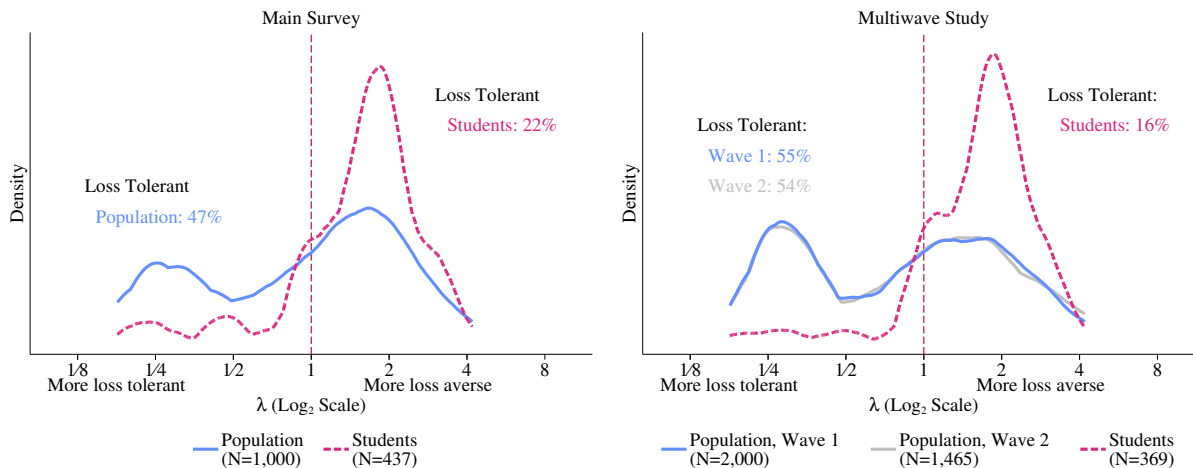 Main Survey
Density
Loss Tolerant
Students: 22%
Loss Tolerant
Population: 47%
1/8
1/4
1/2
1
2
4
8
More loss tolerant
More loss averse
λ (Log₂ Scale)
Population
(N=1,000)
Students
(N=437)
Multiwave Study
Density
Loss Tolerant:
Students: 16%
Loss Tolerant:
Wave 1: 55%
Wave 2: 54%
1/8
1/4
1/2
1
2
4
8
More loss tolerant
More loss averse
λ (Log₂ Scale)
Population, Wave 1
(N=2,000)
Population, Wave 2
(N=1,465)
Students
(N=369)